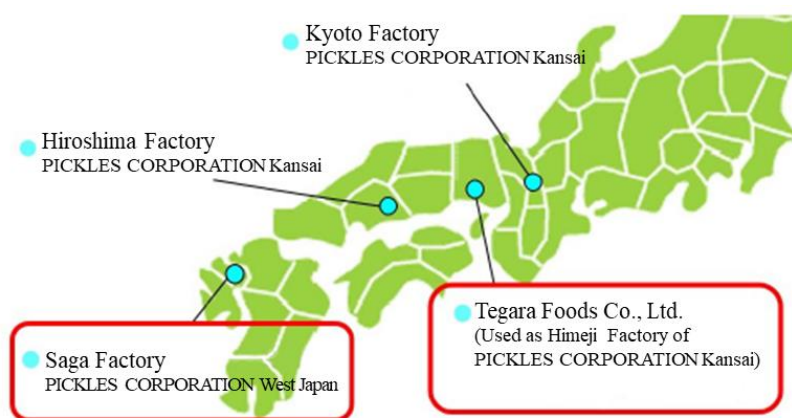 Kyoto Factory
PICKLES CORPORATION Kansai
Hiroshima Factory
PICKLES CORPORATION Kansai
Tegara Foods Co., Ltd.
(Used as Himeji Factory of
PICKLES CORPORATION Kansai)
Saga Factory
PICKLES CORPORATION West Japan